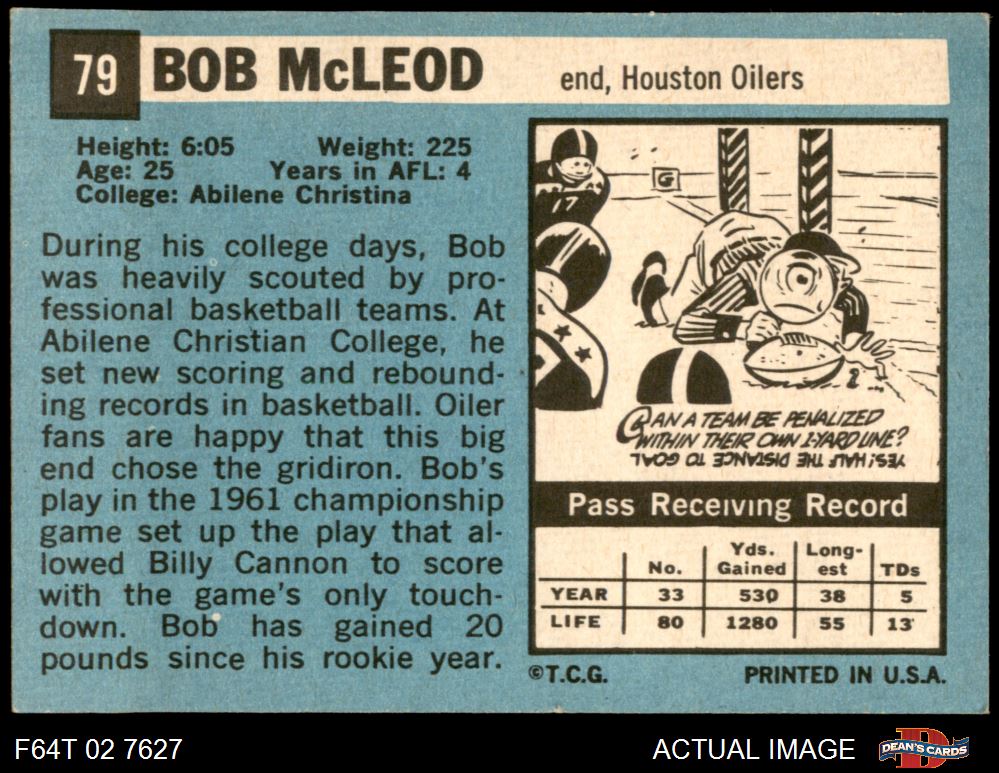 79 BOB McLEOD end, Houston Oilers
Height: 6:05 Weight: 225
Age: 25 Years in AFL: 4
College: Abilene Christina
During his college days, Bob
was heavily scouted by pro-
fessional basketball teams. At
Abilene Christian College, he
set new scoring and rebound-
ing records in basketball. Oiler
fans are happy that this big
end chose the gridiron. Bob's
play in the 1961 championship
game set up the play that al-
lowed Billy Cannon to score
with the game's only touch-
down. Bob has gained 20
pounds since his rookie year.
G
17
CAN A TEAM BE PENALIZED
WITHIN THEIR OWN 1-YARD LINE?
YES; HALF THE DISTANCE TO GOAL
Pass Receiving Record
No. Yds. Gained Long-est TDs
YEAR 33 530 38 5
LIFE 80 1280 55 13
©T.C.G. PRINTED IN U.S.A.
F64T 02 7627 ACTUAL IMAGE DEAN'S CARDS